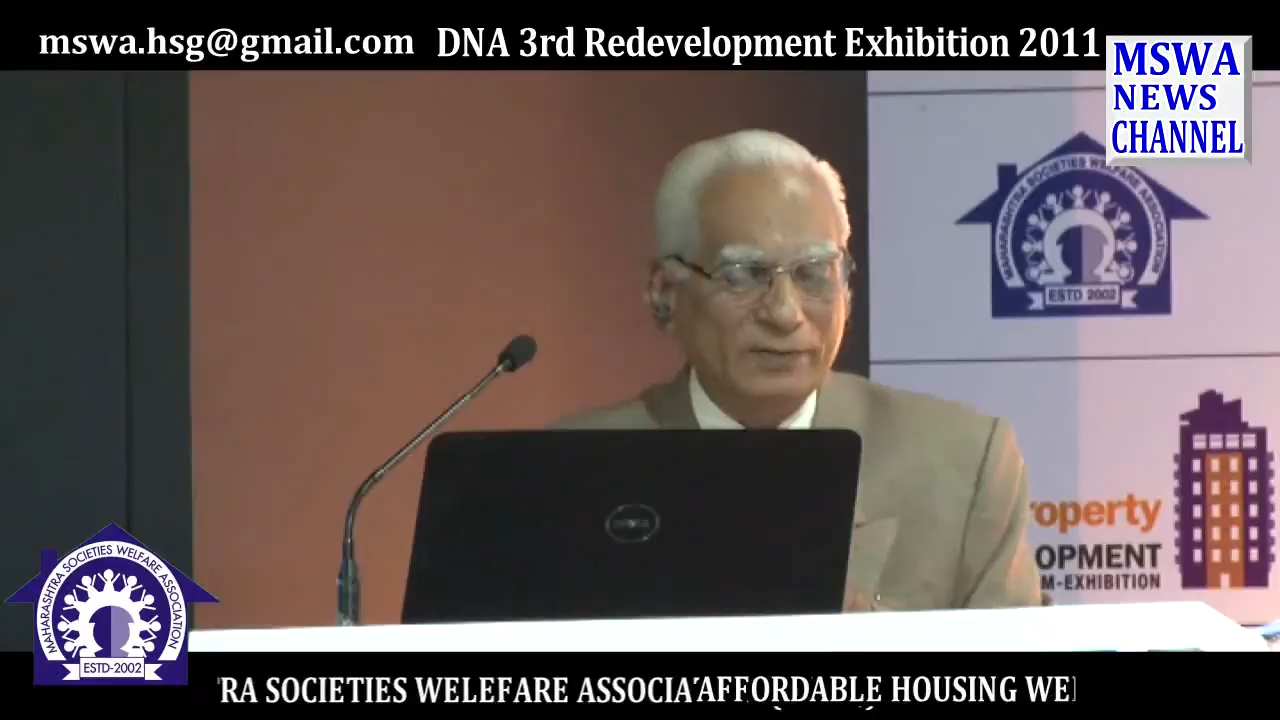 mswa.hsg@gmail.com DNA 3rd Redevelopment Exhibition 2011
MSWA
NEWS
CHANNEL
MAHARASHTRA SOCIETIES WELFARE ASSOCIATION
ESTD 2002
roperty
OPMENT
M-EXHIBITION
DELL
MAHARASHTRA SOCIETIES WELFARE ASSOCIATION
ESTD-2002
RA SOCIETIES WELEFARE ASSOCIA
AFFORDABLE HOUSING WE